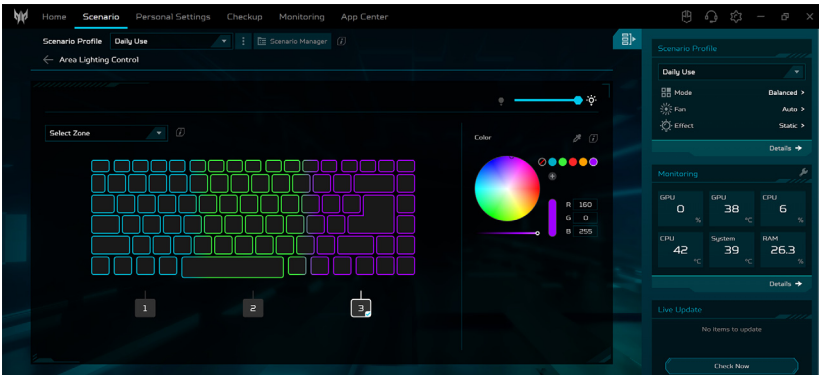 Home Scenario Personal Settings Checkup Monitoring App Center
Scenario Profile Daily Use Scenario Manager
Area Lighting Control
Select Zone
Color
R 160
G 0
B 255
1 2 3
Scenario Profile
Daily Use
Mode Balanced >
Fan Auto >
Effect Static >
Details
Monitoring
GPU GPU CPU
0 % 38 °C 6 %
CPU System RAM
42 °C 39 °C 26.3 %
Details
Live Update
No items to update
Check Now